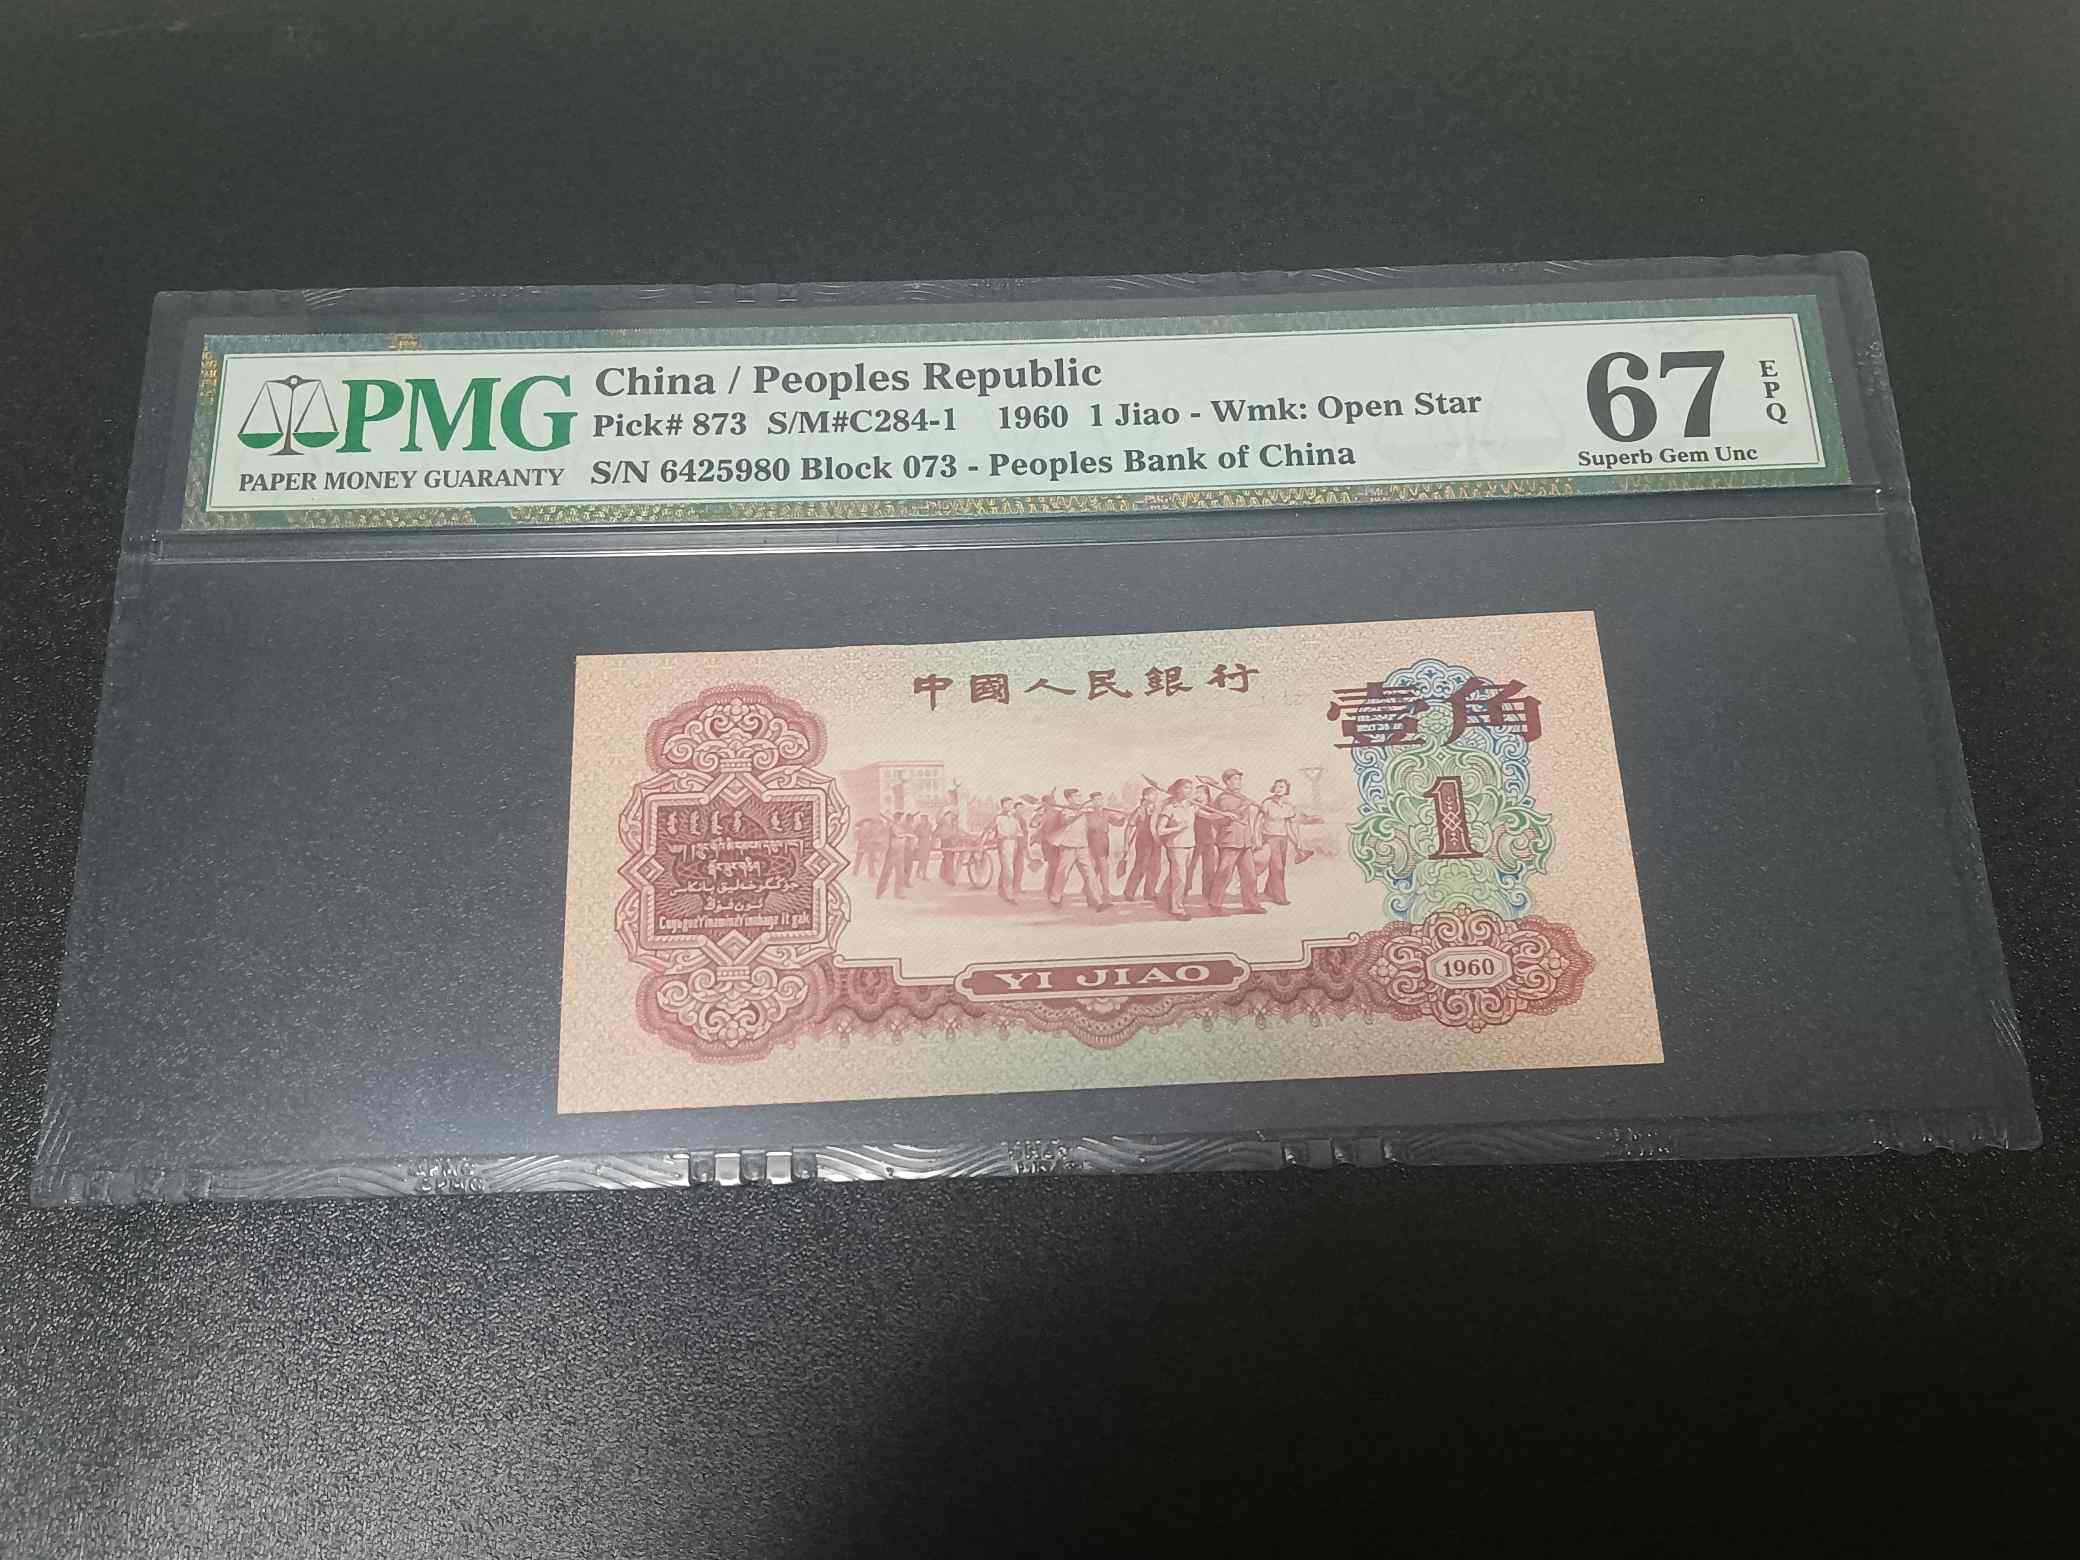 PMG
PAPER MONEY GUARANTY
China / Peoples Republic
Pick# 873 S/M#C284-1 1960 1 Jiao - Wmk: Open Star
S/N 6425980 Block 073 - Peoples Bank of China
67
EPQ
Superb Gem Unc
中國人民銀行
壹角
1
YI JIAO
1960